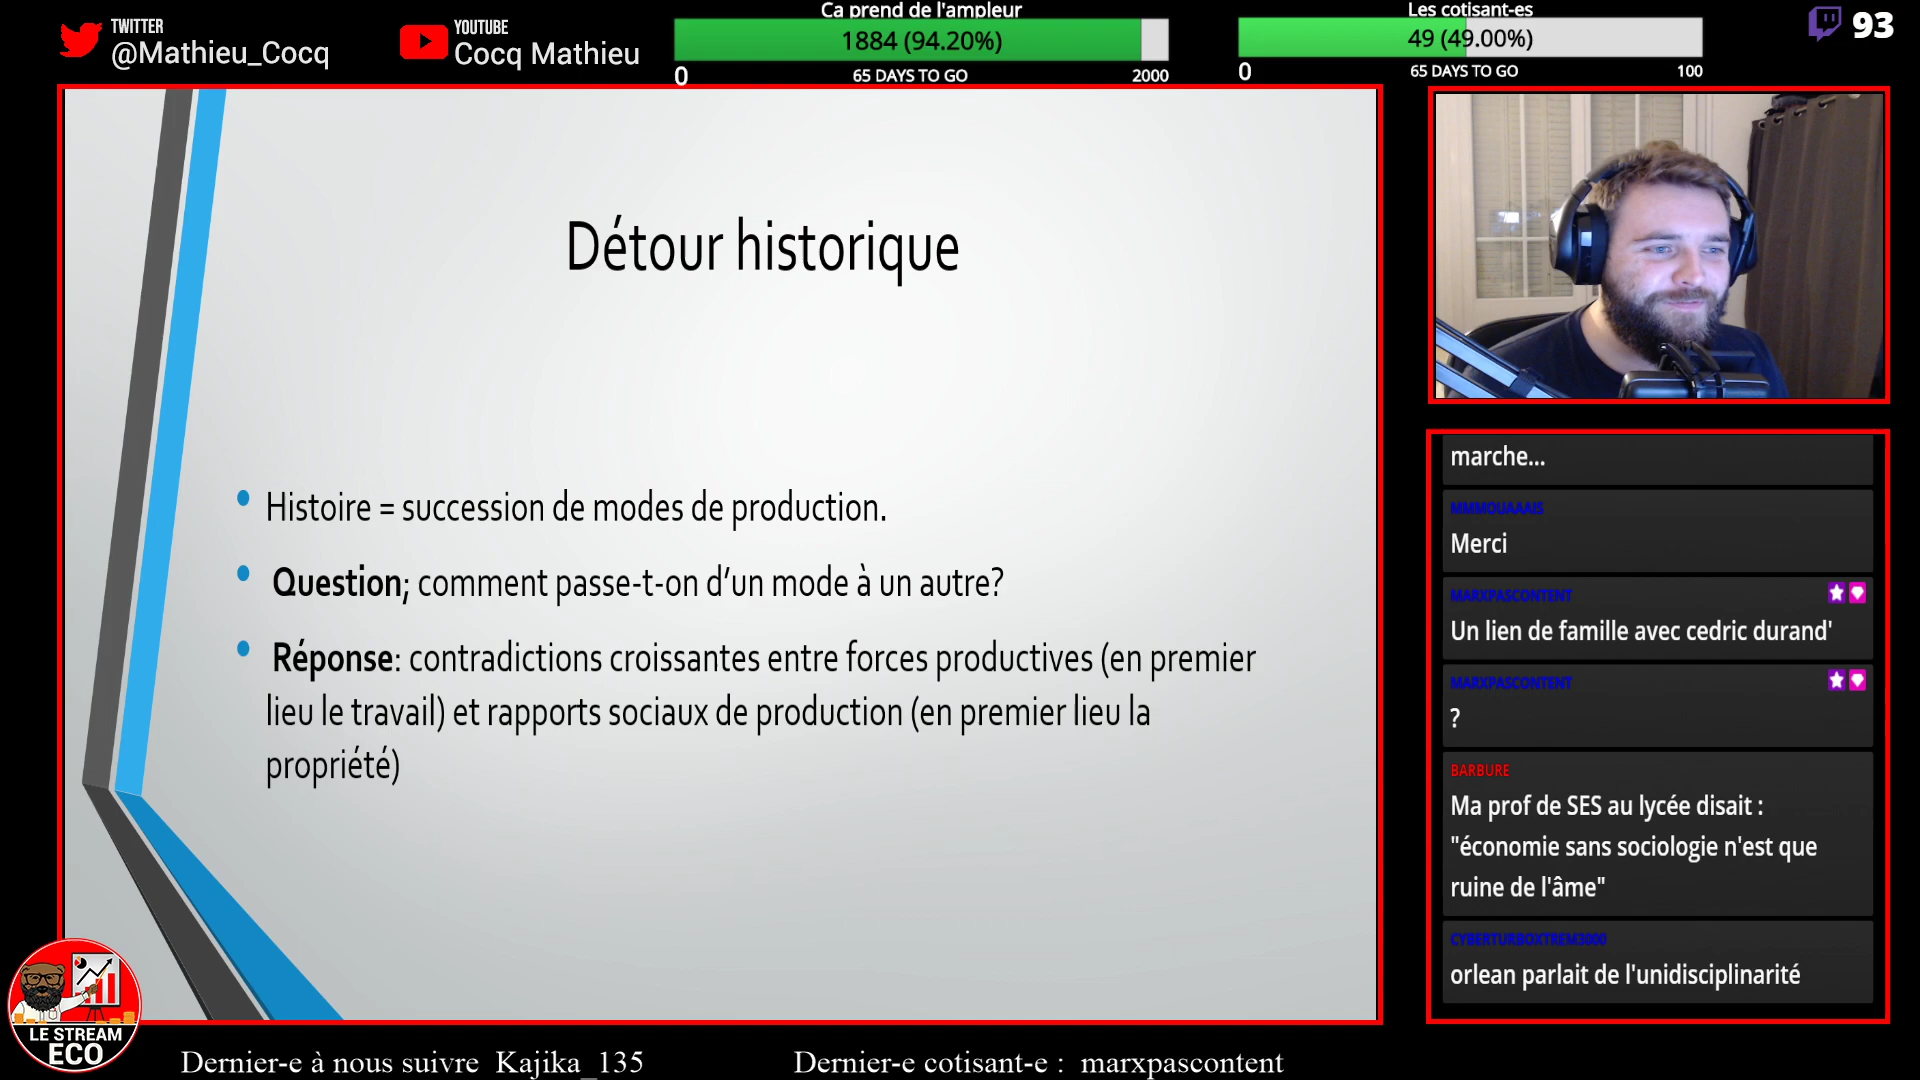 TWITTER
@Mathieu_Cocq
YOUTUBE
Cocq Mathieu
Ca prend de l'ampleur
1884 (94.20%)
0
65 DAYS TO GO
2000
Les cotisant-es
49 (49.00%)
0
65 DAYS TO GO
100
93
Détour historique
• Histoire = succession de modes de production.
• Question; comment passe-t-on d’un mode à un autre?
• Réponse: contradictions croissantes entre forces productives (en premier
lieu le travail) et rapports sociaux de production (en premier lieu la
propriété)
marche...
MMMOUAAAIS
Merci
MARXPASCONTENT
Un lien de famille avec cedric durand'
MARXPASCONTENT
?
BARBURE
Ma prof de SES au lycée disait :
"économie sans sociologie n'est que
ruine de l'âme"
CYBERTURBOXTREM3000
orlean parlait de l'unidisciplinarité
LE STREAM
ECO
Dernier-e à nous suivre Kajika_135
Dernier-e cotisant-e : marxpascontent